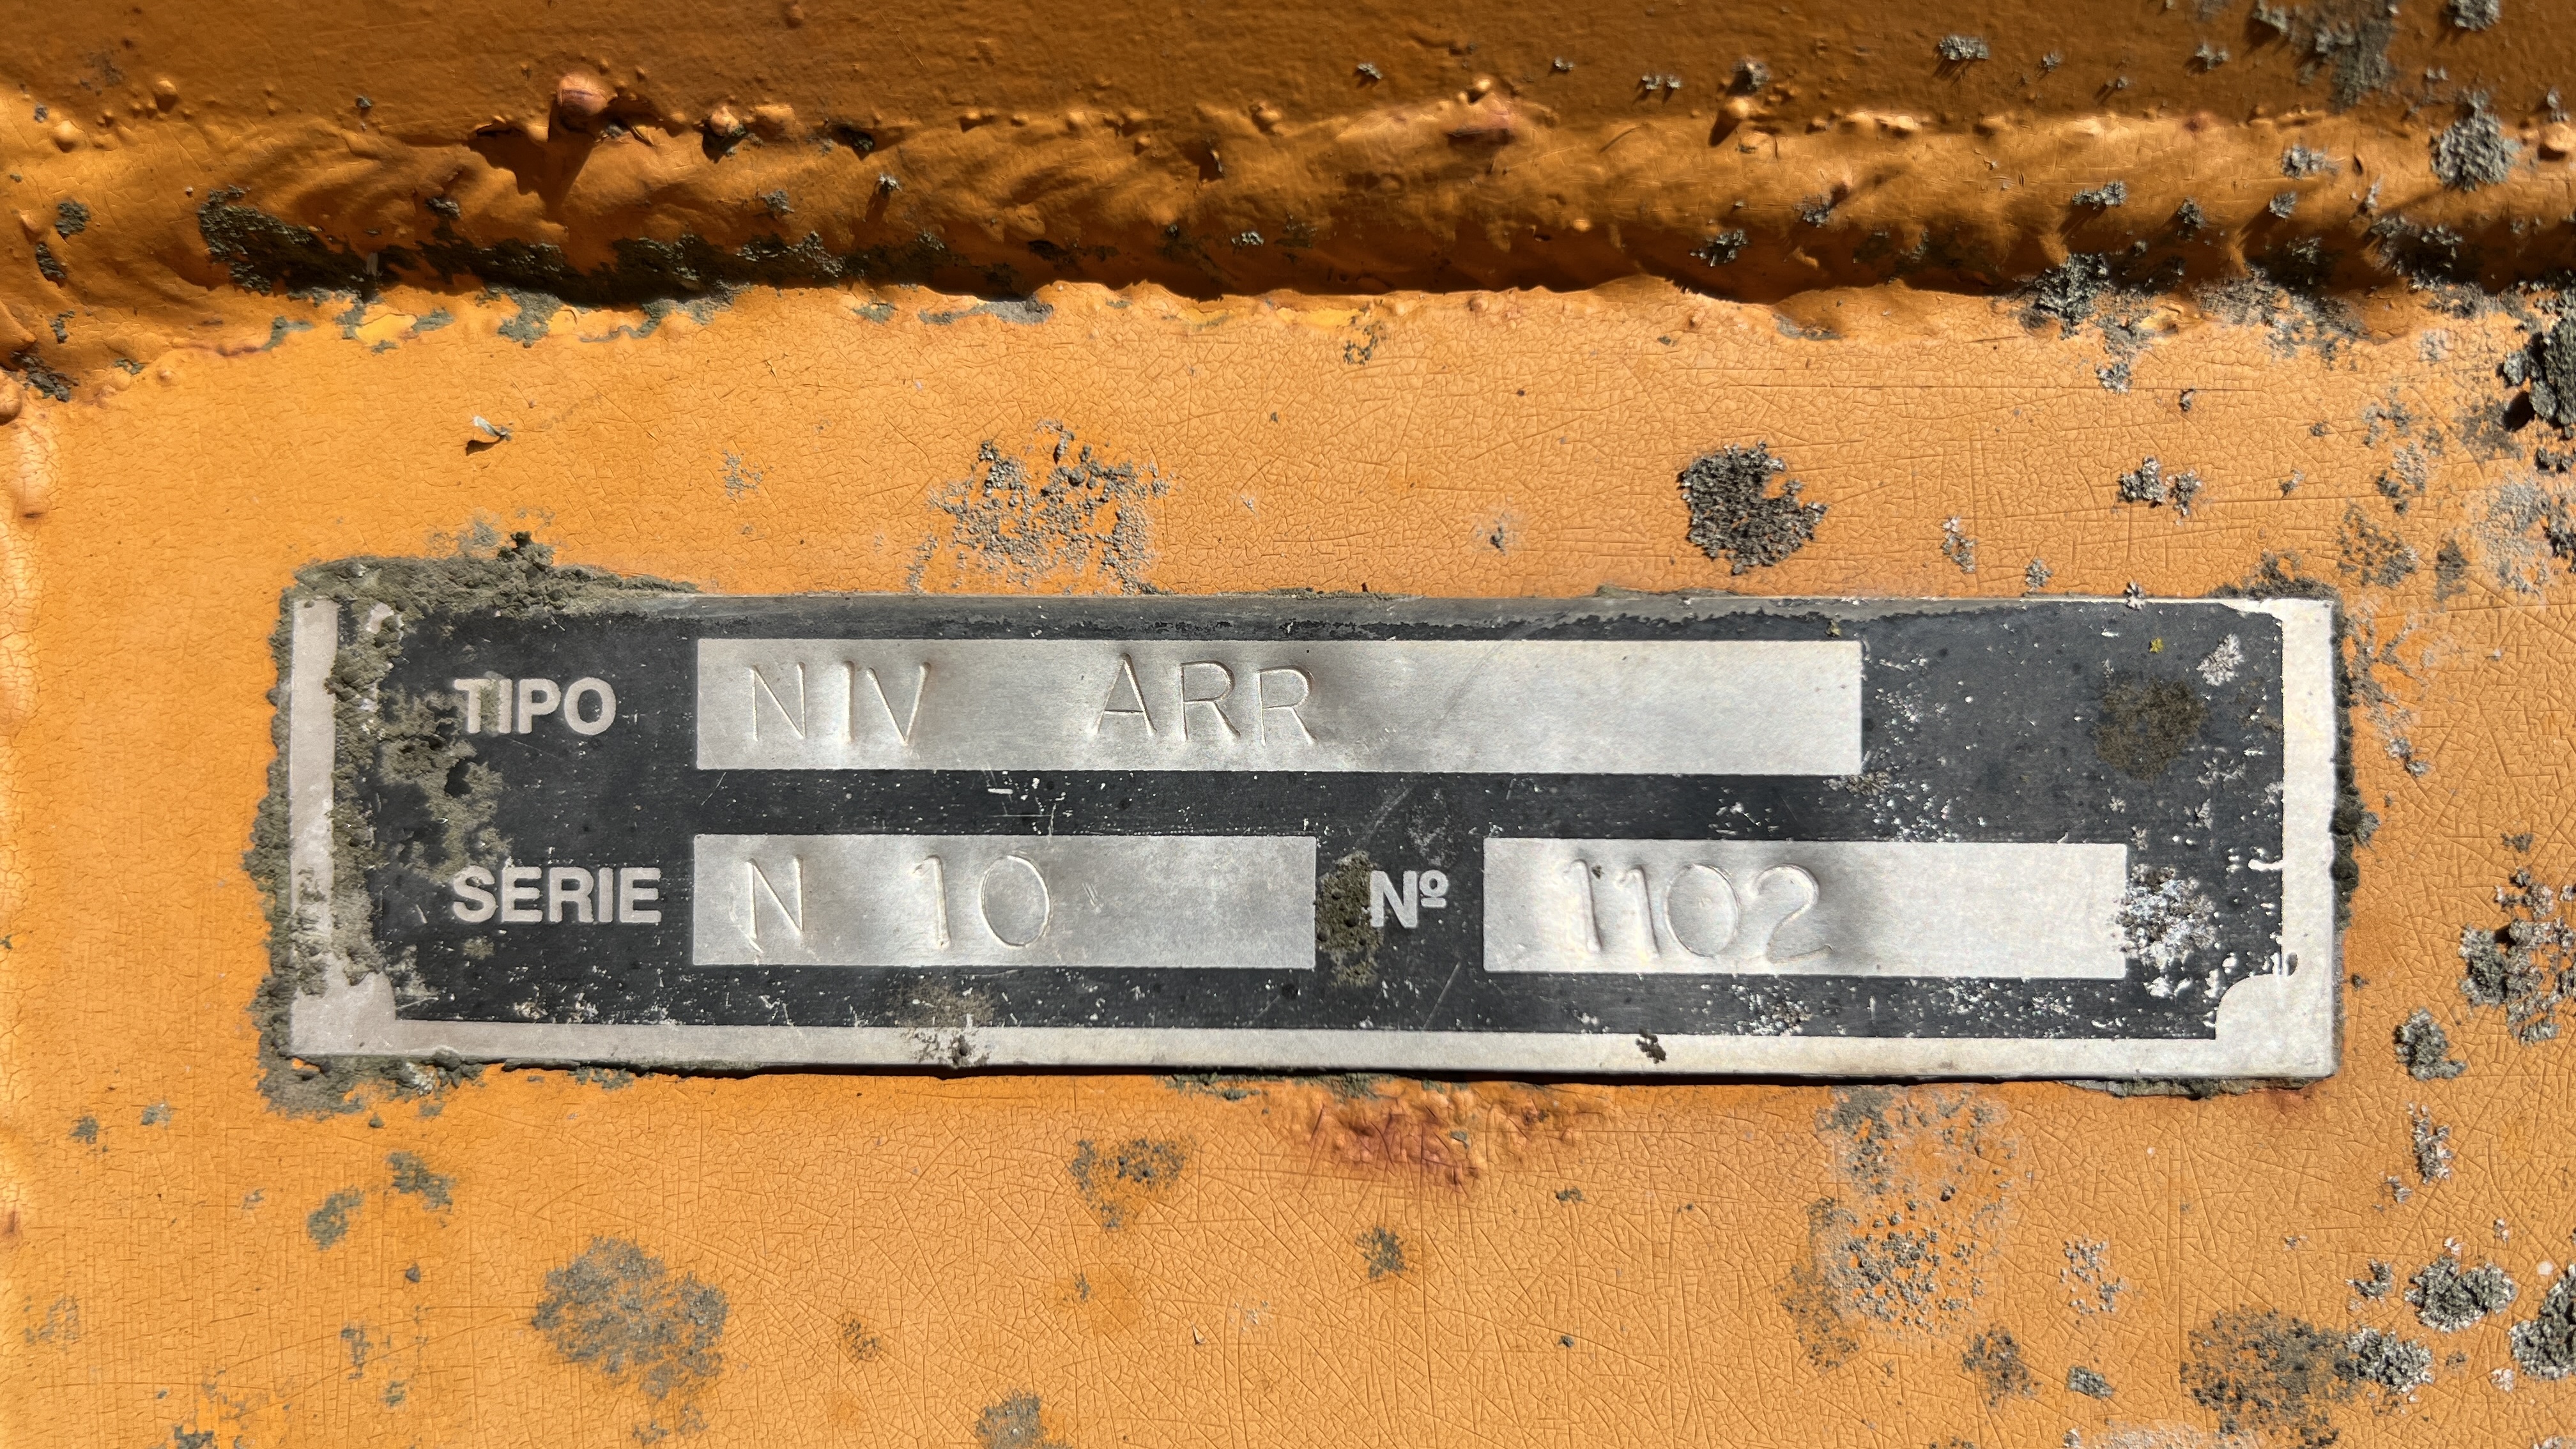 TIPO NIV ARR
SERIE N 10 Nº 1102